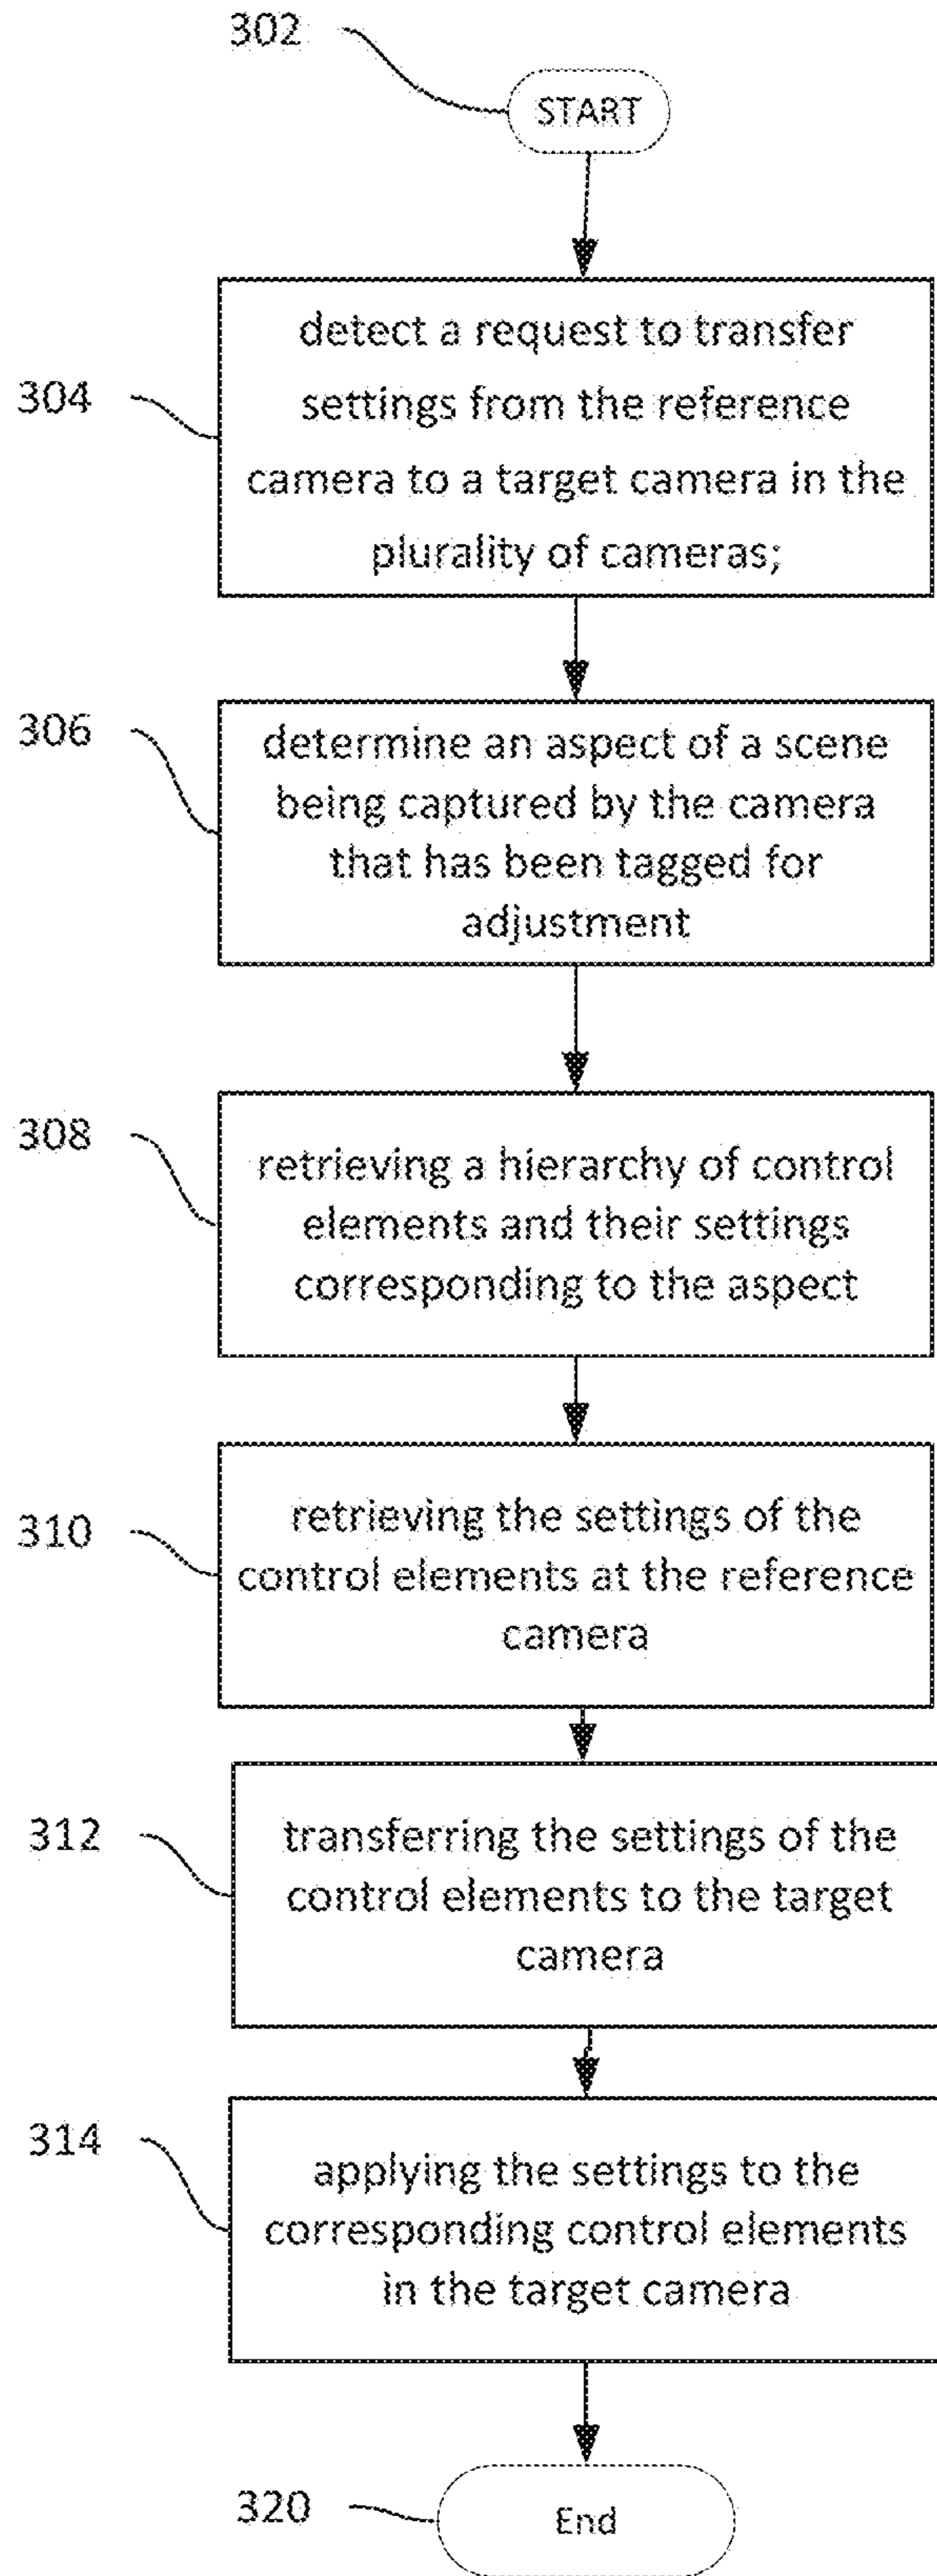 302
START
304
detect a request to transfer
settings from the reference
camera to a target camera in the
plurality of cameras;
306
determine an aspect of a scene
being captured by the camera
that has been tagged for
adjustment
308
retrieving a hierarchy of control
elements and their settings
corresponding to the aspect
310
retrieving the settings of the
control elements at the reference
camera
312
transferring the settings of the
control elements to the target
camera
314
applying the settings to the
corresponding control elements
in the target camera
320
End